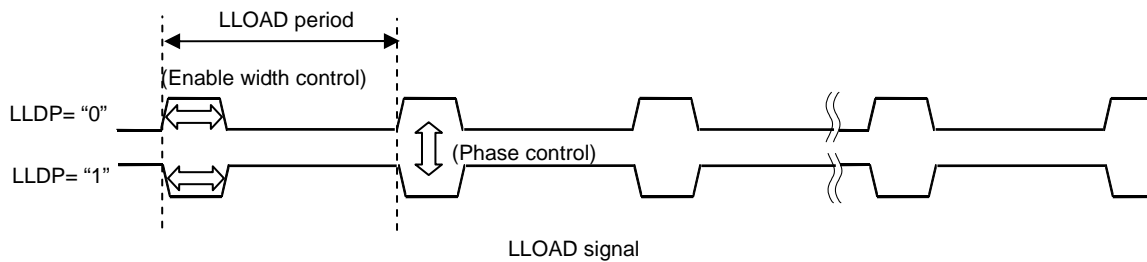 LLOAD period
(Enable width control)
LLDP= “0”
(Phase control)
LLDP= “1”
LLOAD signal